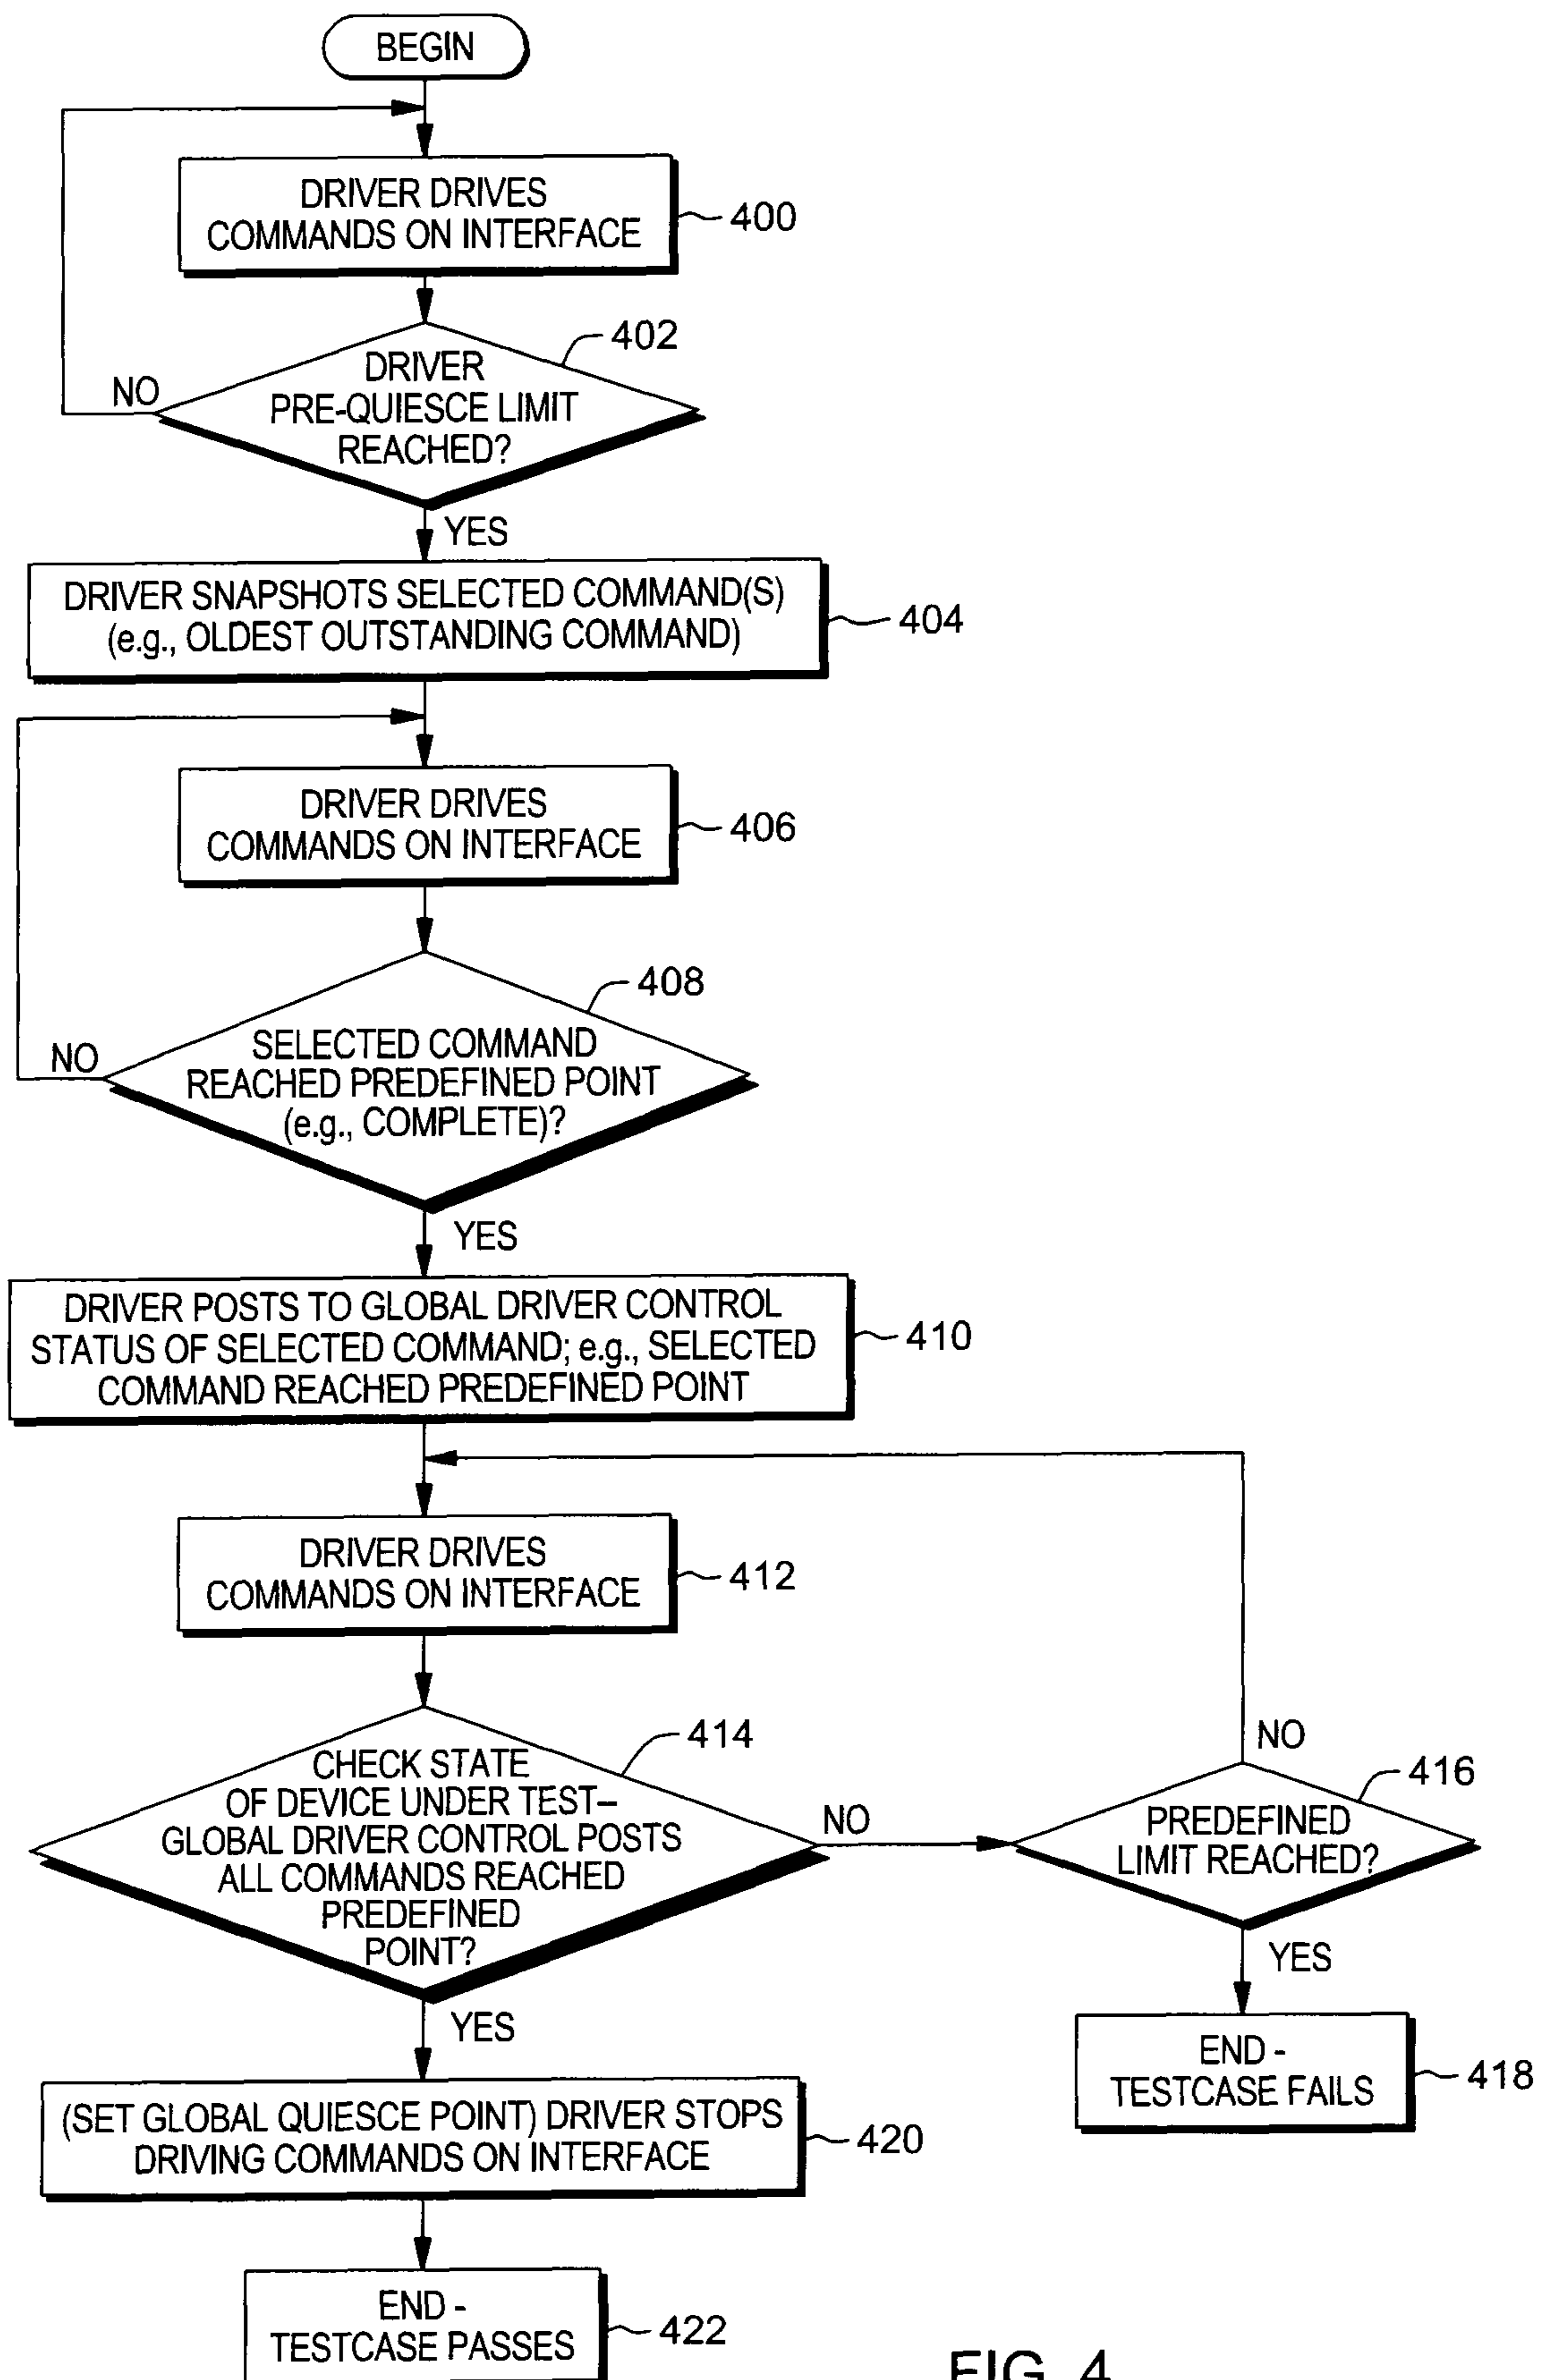 BEGIN
DRIVER DRIVES
COMMANDS ON INTERFACE
400
402
DRIVER
PRE-QUIESCE LIMIT
REACHED?
NO
YES
DRIVER SNAPSHOTS SELECTED COMMAND(S)
(e.g., OLDEST OUTSTANDING COMMAND)
404
DRIVER DRIVES
COMMANDS ON INTERFACE
406
408
SELECTED COMMAND
REACHED PREDEFINED POINT
(e.g., COMPLETE)?
NO
YES
DRIVER POSTS TO GLOBAL DRIVER CONTROL
STATUS OF SELECTED COMMAND; e.g., SELECTED
COMMAND REACHED PREDEFINED POINT
410
DRIVER DRIVES
COMMANDS ON INTERFACE
412
414
CHECK STATE
OF DEVICE UNDER TEST–
GLOBAL DRIVER CONTROL POSTS
ALL COMMANDS REACHED
PREDEFINED
POINT?
NO
NO
416
PREDEFINED
LIMIT REACHED?
YES
END -
TESTCASE FAILS
418
YES
(SET GLOBAL QUIESCE POINT) DRIVER STOPS
DRIVING COMMANDS ON INTERFACE
420
END -
TESTCASE PASSES
422
FIG. 4